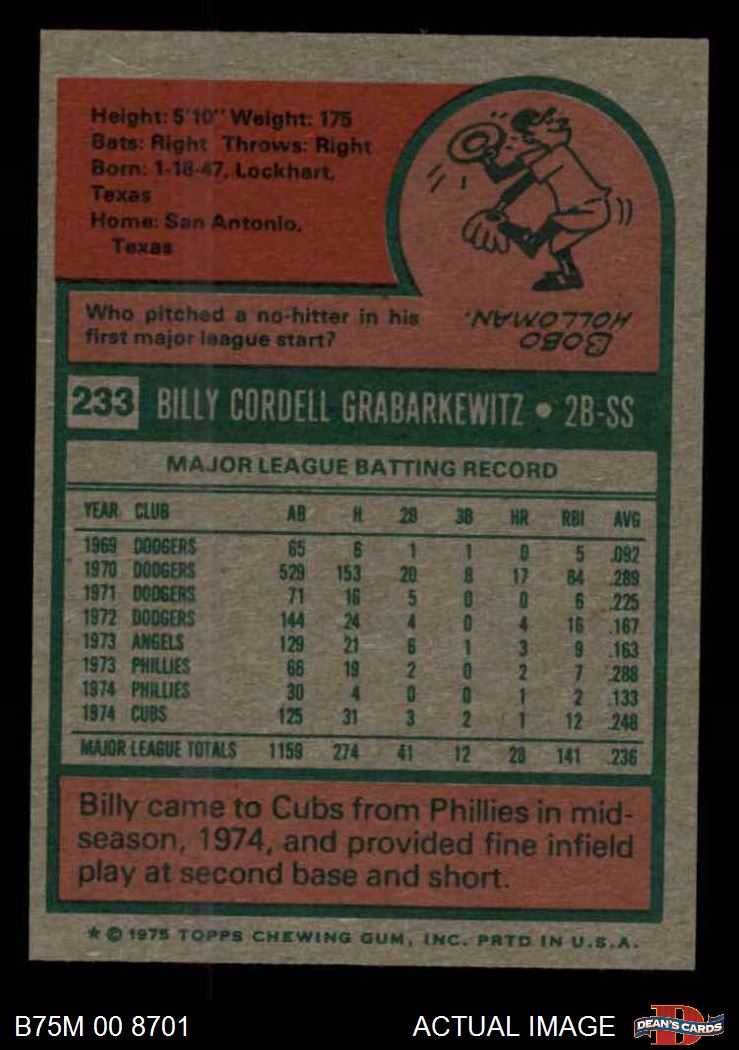 Height: 5'10" Weight: 175
Bats: Right Throws: Right
Born: 1-18-47, Lockhart,
Texas
Home: San Antonio,
Texas
Who pitched a no-hitter in his
first major league start?
BOBO
HOLLOMAN.
233 BILLY CORDELL GRABARKEWITZ • 2B-SS
MAJOR LEAGUE BATTING RECORD
YEAR CLUB AB H 2B 3B HR RBI AVG
1969 DODGERS 65 6 1 1 0 5 .092
1970 DODGERS 529 153 20 8 17 84 .289
1971 DODGERS 71 16 5 0 0 6 .225
1972 DODGERS 144 24 4 0 4 16 .167
1973 ANGELS 129 21 6 1 3 9 .163
1973 PHILLIES 66 19 2 0 2 7 .288
1974 PHILLIES 30 4 0 0 1 2 .133
1974 CUBS 125 31 3 2 1 12 .248
MAJOR LEAGUE TOTALS 1159 274 41 12 28 141 .236
Billy came to Cubs from Phillies in mid-
season, 1974, and provided fine infield
play at second base and short.
* © 1975 TOPPS CHEWING GUM, INC. PRTD IN U.S.A.
B75M 00 8701 ACTUAL IMAGE
DEAN'S CARDS